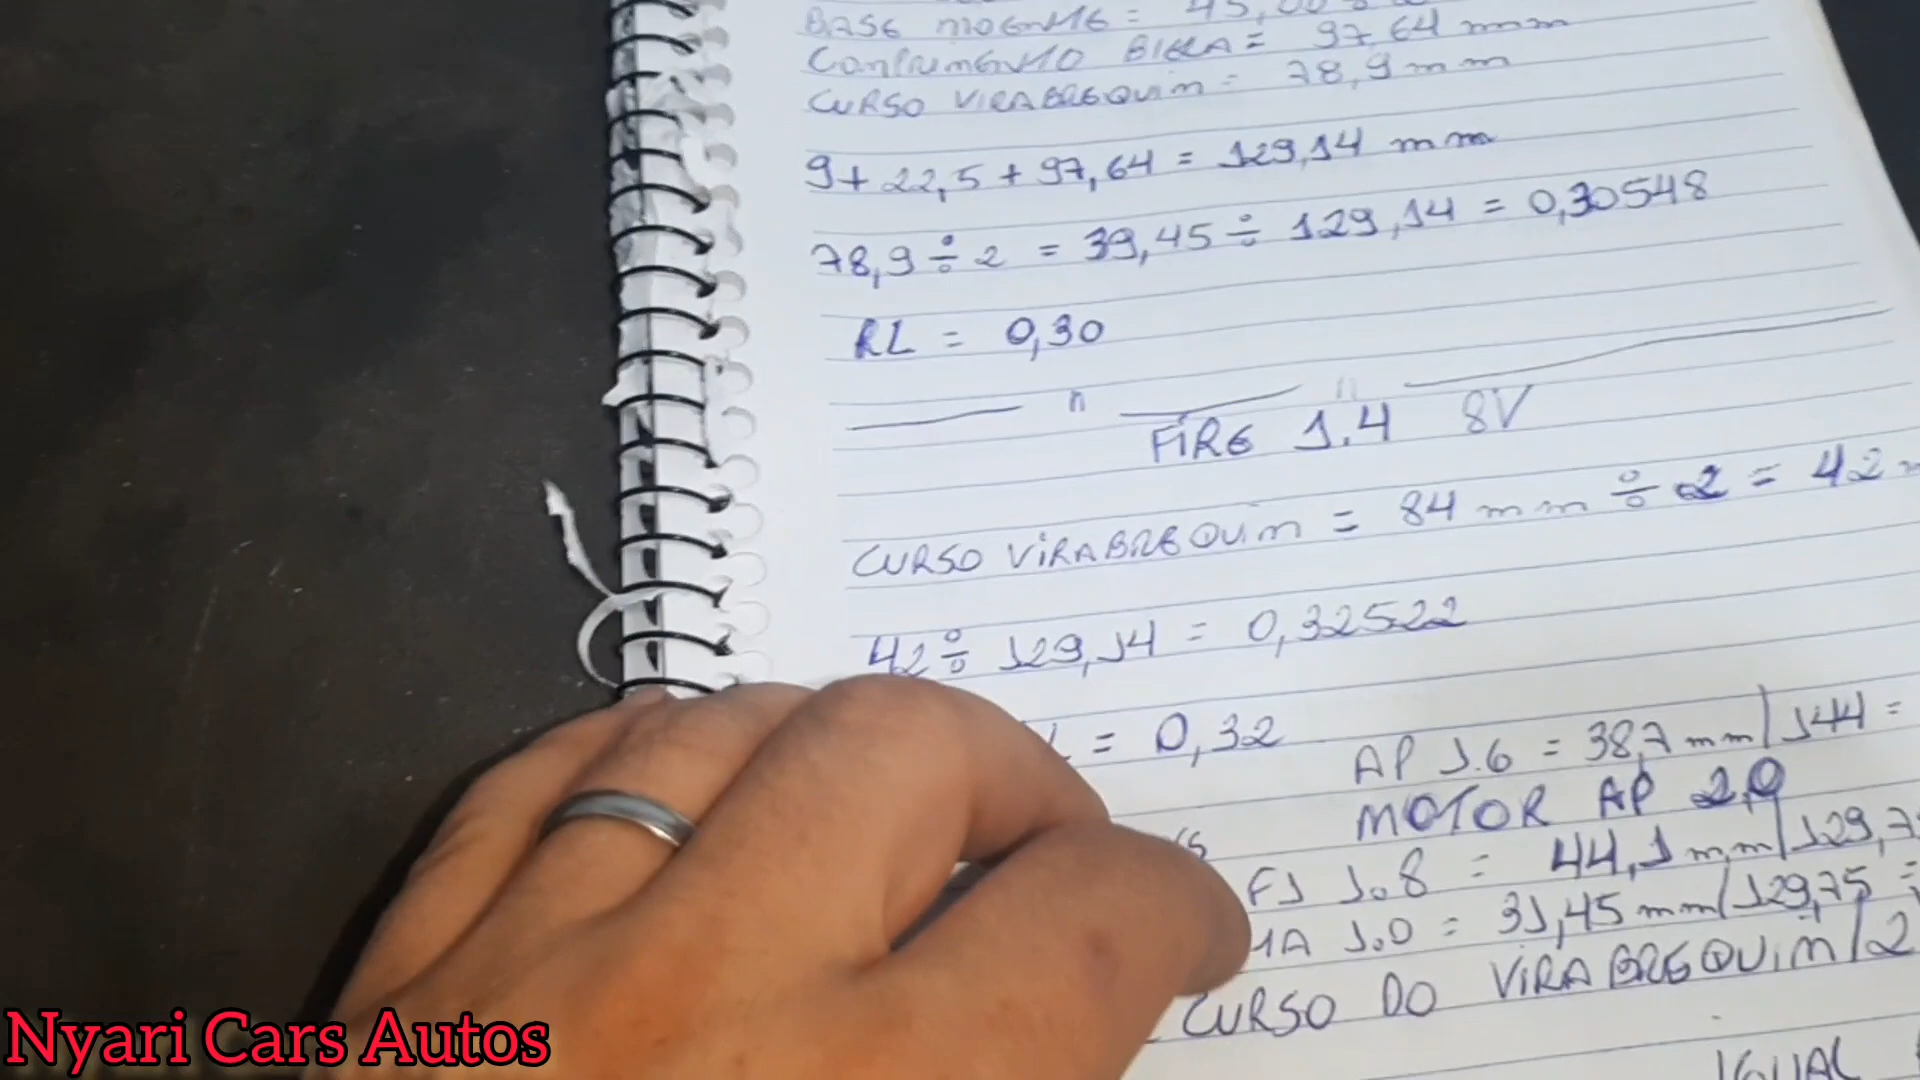 BASE MOENTE = 45,00
COMPRIMENTO BIELA = 97,64 mm
CURSO VIRABREQUIM = 78,9 mm
9 + 22,5 + 97,64 = 129,14 mm
78,9 ÷ 2 = 39,45 ÷ 129,14 = 0,30548
RL = 0,30
FIRE 1.4 8V
CURSO VIRABREQUIM = 84 mm ÷ 2 = 42
42 ÷ 129,14 = 0,32522
= 0,32
AP 1.6 = 38,7 mm / 144 =
MOTOR AP 2.0
F1 1.8 = 44,1 mm / 129,7
1.0 = 31,45 mm / 129,75 =
CURSO DO VIRABREQUIM / 2
IGUAL
Nyari Cars Autos